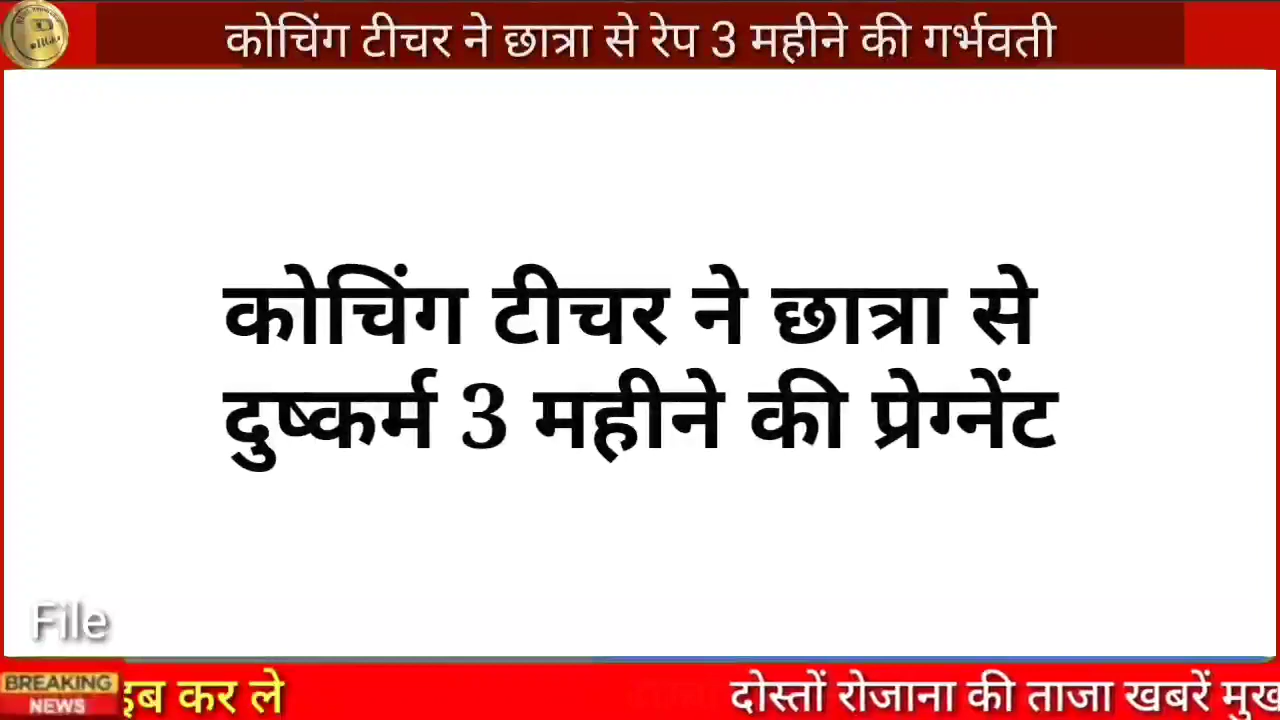 कोचिंग टीचर ने छात्रा से रेप 3 महीने की गर्भवती
कोचिंग टीचर ने छात्रा से
दुष्कर्म 3 महीने की प्रेग्नेंट
File
BREAKING
NEWS
कर ले
दोस्तों रोजाना की ताजा खबरें